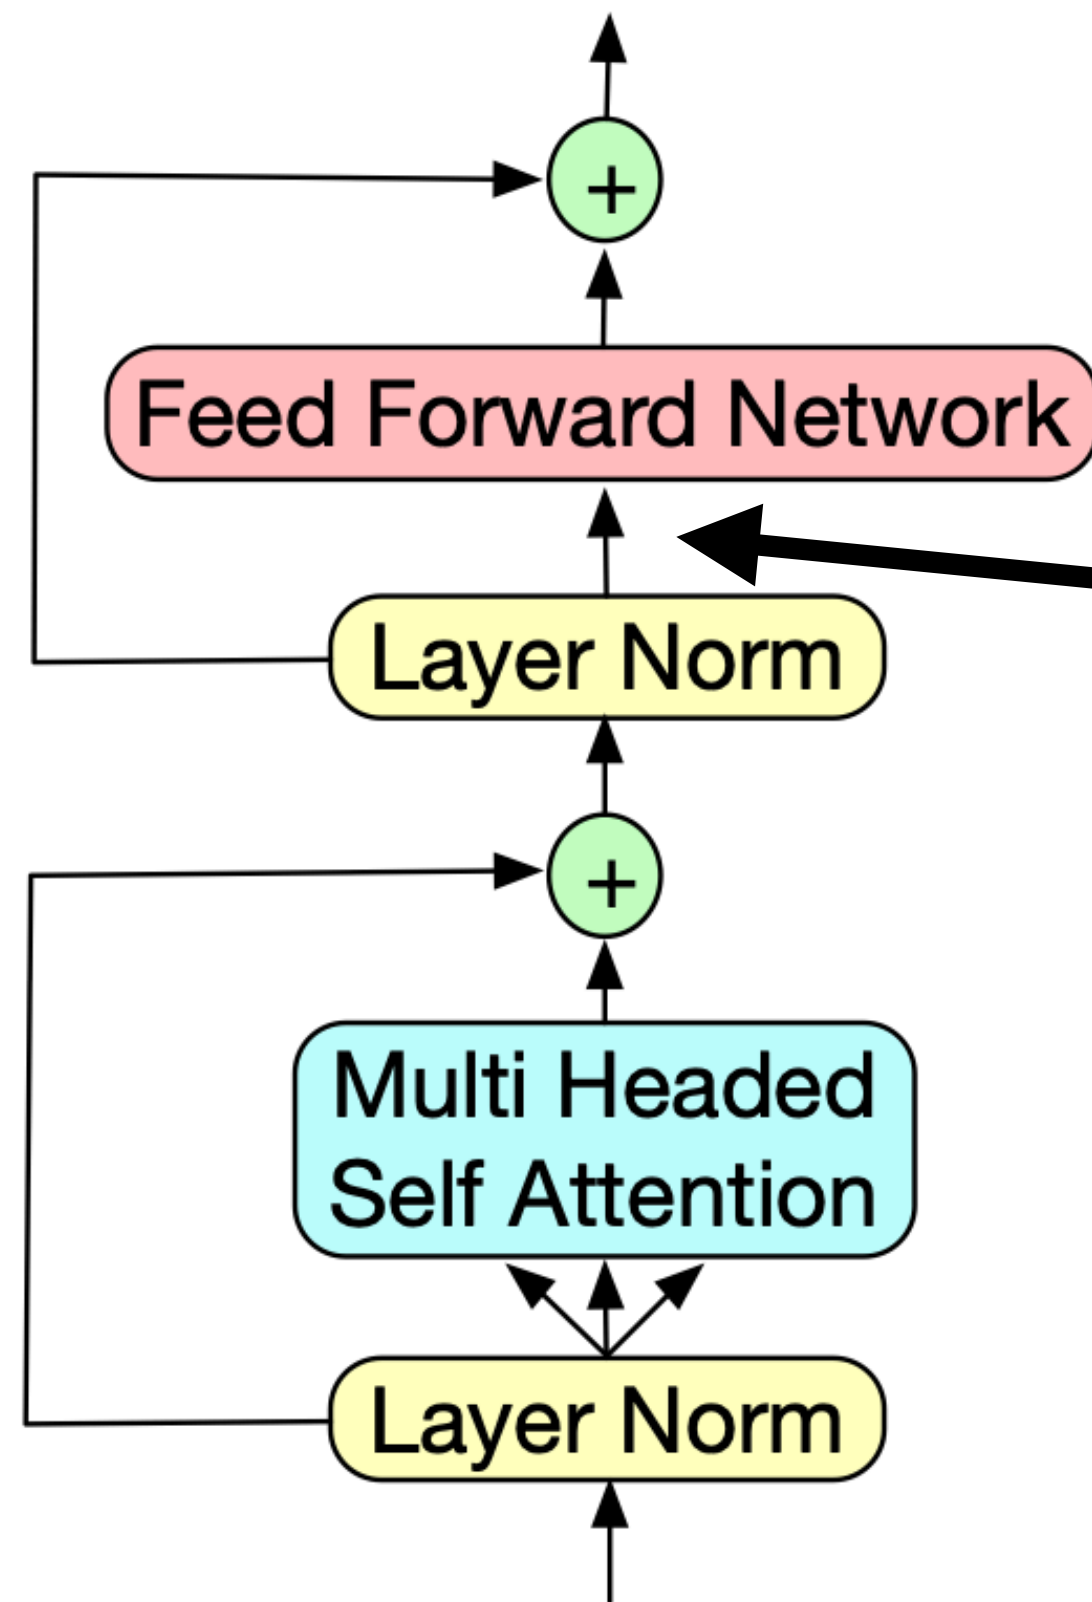 +
Feed Forward Network
Layer Norm
+
Multi Headed
Self Attention
Layer Norm